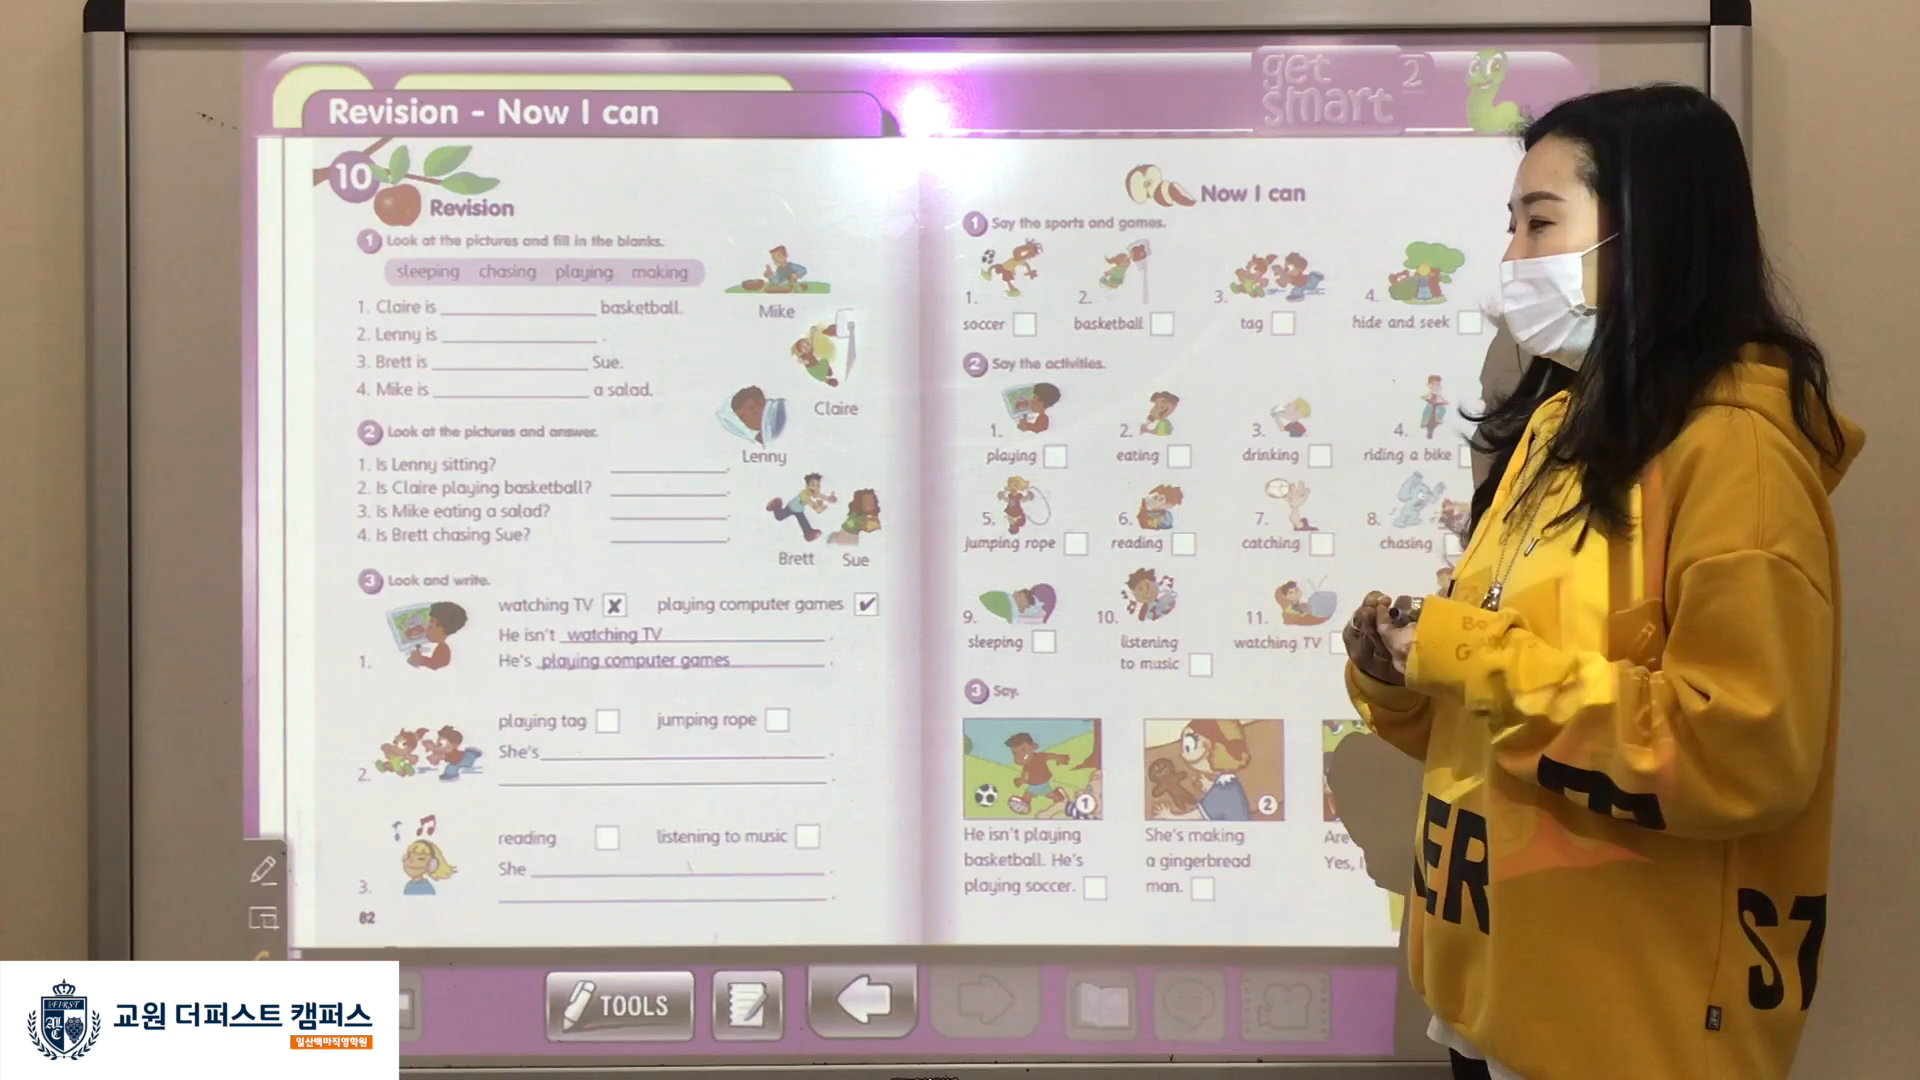 Revision - Now I can
get smart 2
10
Revision
1 Look at the pictures and fill in the blanks.
sleeping chasing playing making
1. Claire is basketball.
2. Lenny is .
3. Brett is Sue.
4. Mike is a salad.
Mike
Claire
Lenny
Brett Sue
2 Look at the pictures and answer.
1. Is Lenny sitting? .
2. Is Claire playing basketball? .
3. Is Mike eating a salad? .
4. Is Brett chasing Sue? .
3 Look and write.
1.
watching TV ✗ playing computer games ✓
He isn't watching TV .
He's playing computer games .
2.
playing tag jumping rope
She's .
.
3.
reading listening to music
She .
.
82
Now I can
1 Say the sports and games.
1. soccer
2. basketball
3. tag
4. hide and seek
2 Say the activities.
1. playing
2. eating
3. drinking
4. riding a bike
5. jumping rope
6. reading
7. catching
8. chasing
9. sleeping
10. listening
to music
11. watching TV
3 Say.
1
He isn't playing
basketball. He's
playing soccer.
2
She's making
a gingerbread
man.
Are
Yes, I
TOOLS
ER
ST
FIRST
교원 더퍼스트 캠퍼스
일산백마직영학원